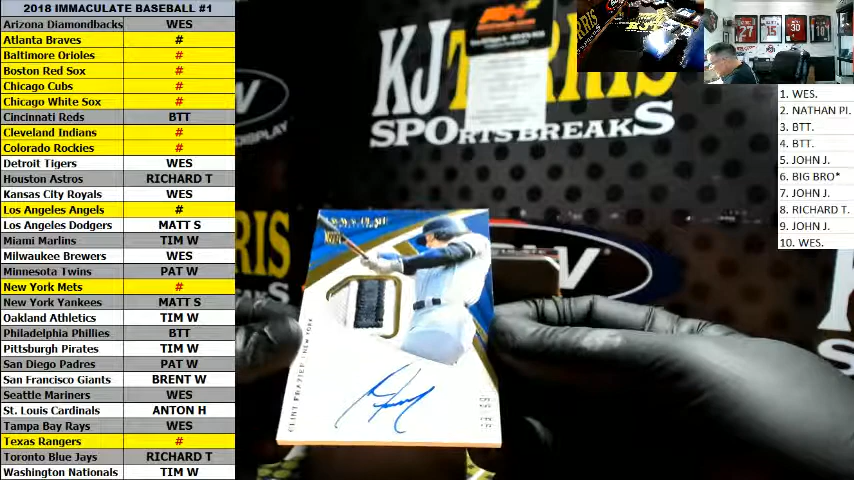 2018 IMMACULATE BASEBALL #1
Arizona Diamondbacks WES
Atlanta Braves #
Baltimore Orioles #
Boston Red Sox #
Chicago Cubs #
Chicago White Sox #
Cincinnati Reds BTT
Cleveland Indians #
Colorado Rockies #
Detroit Tigers WES
Houston Astros RICHARD T
Kansas City Royals WES
Los Angeles Angels #
Los Angeles Dodgers MATT S
Miami Marlins TIM W
Milwaukee Brewers WES
Minnesota Twins PAT W
New York Mets #
New York Yankees MATT S
Oakland Athletics TIM W
Philadelphia Phillies BTT
Pittsburgh Pirates TIM W
San Diego Padres PAT W
San Francisco Giants BRENT W
Seattle Mariners WES
St. Louis Cardinals ANTON H
Tampa Bay Rays WES
Texas Rangers #
Toronto Blue Jays RICHARD T
Washington Nationals TIM W
KJ
SPORTS BREAKS
DISPLAY
CLINT FRAZIER | NEW YORK
1. WES.
2. NATHAN PI.
3. BTT.
4. BTT.
5. JOHN J.
6. BIG BRO*
7. JOHN J.
8. RICHARD T.
9. JOHN J.
10. WES.